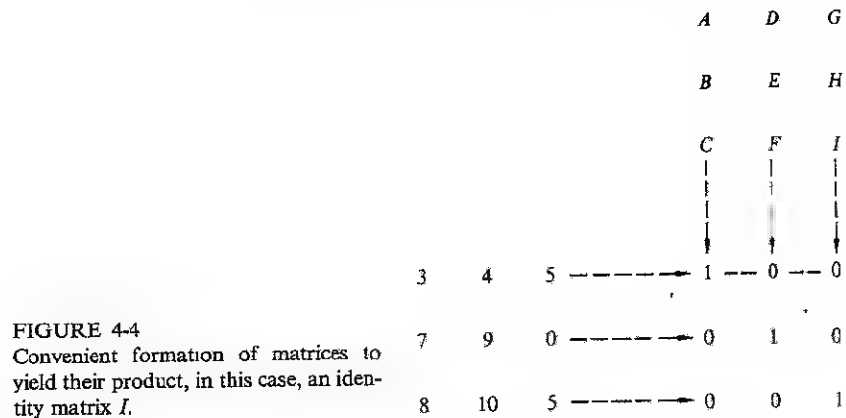 A D G
B E H
C F I
3 4 5 1 0 0
7 9 0 0 1 0
8 10 5 0 0 1
FIGURE 4-4
Convenient formation of matrices to
yield their product, in this case, an iden-
tity matrix I.